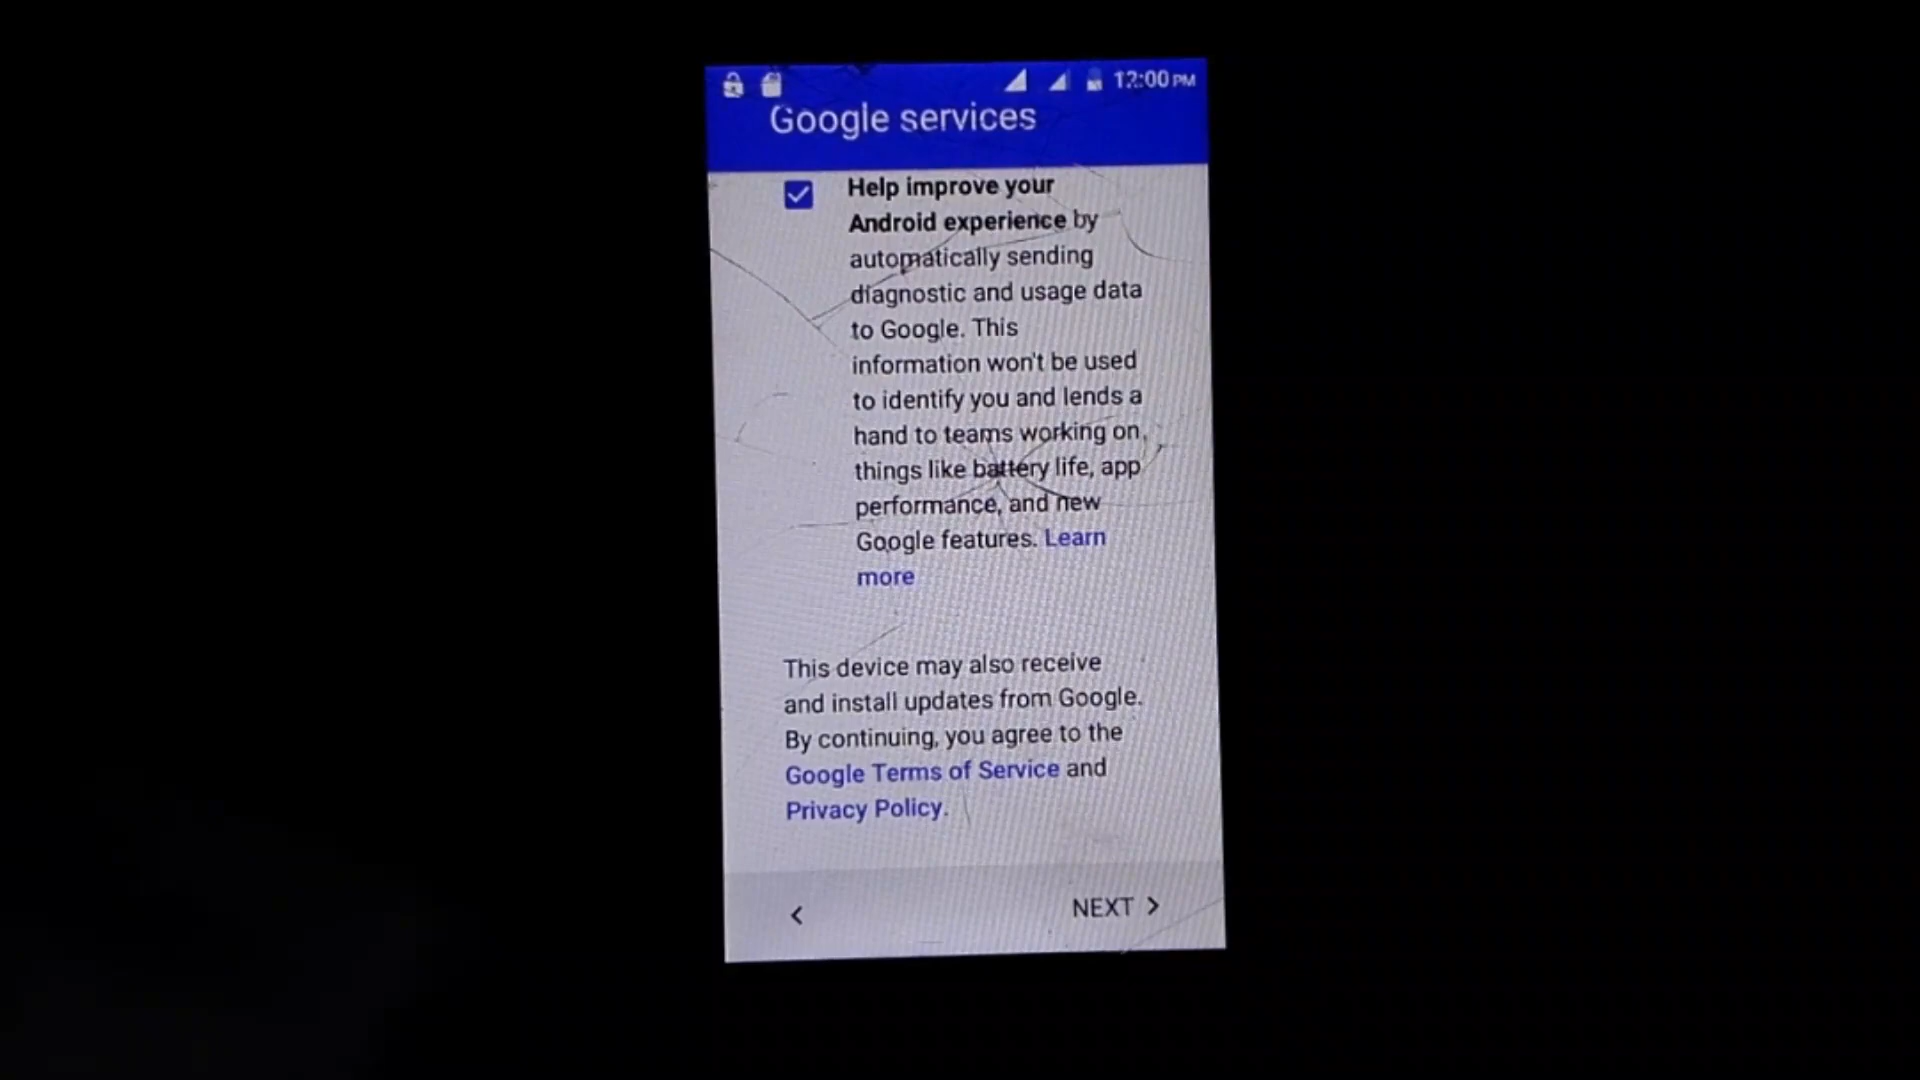 12:00 PM
Google services
Help improve your
Android experience by
automatically sending
diagnostic and usage data
to Google. This
information won't be used
to identify you and lends a
hand to teams working on
things like battery life, app
performance, and new
Google features. Learn
more
This device may also receive
and install updates from Google.
By continuing, you agree to the
Google Terms of Service and
Privacy Policy.
NEXT